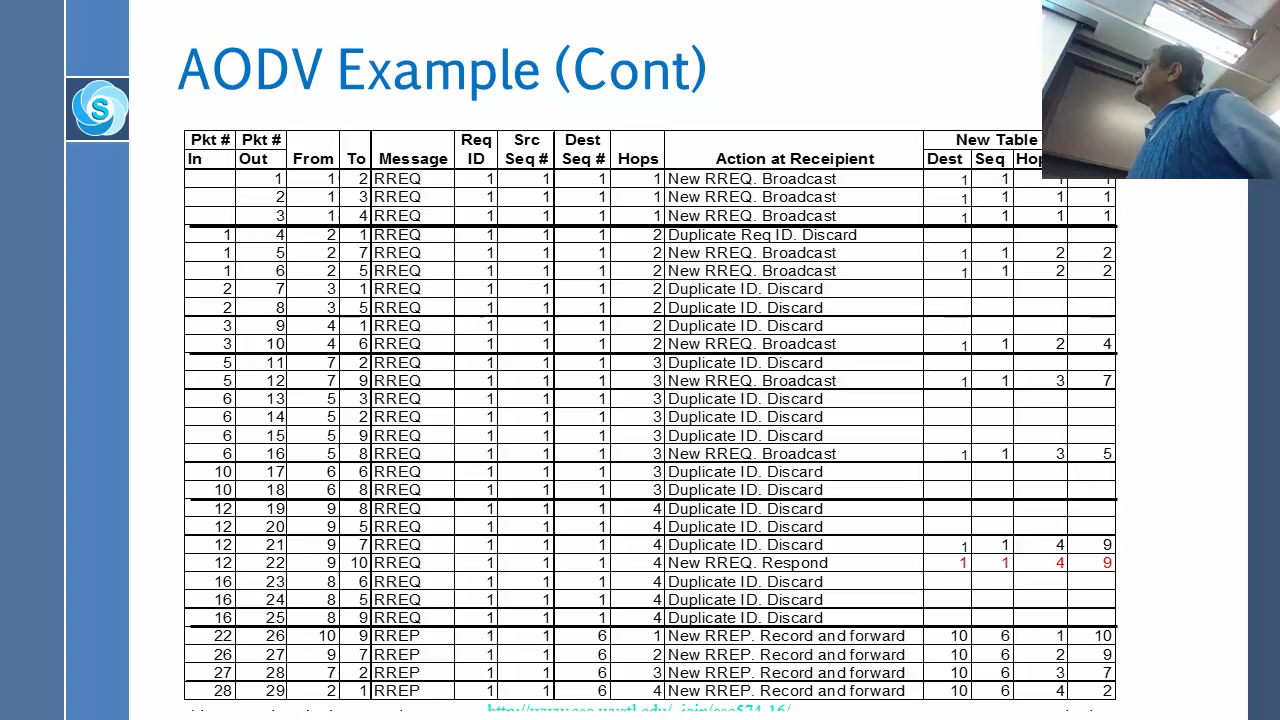 AODV Example (Cont)
S
Pkt # Pkt # Req Src Dest New Table
In Out From To Message ID Seq # Seq # Hops Action at Receipient Dest Seq Hop
1 1 2 RREQ 1 1 1 1 New RREQ. Broadcast 1 1 1 1
2 1 3 RREQ 1 1 1 1 New RREQ. Broadcast 1 1 1 1
3 1 4 RREQ 1 1 1 1 New RREQ. Broadcast 1 1 1 1
1 4 2 1 RREQ 1 1 1 2 Duplicate Req ID. Discard
1 5 2 7 RREQ 1 1 1 2 New RREQ. Broadcast 1 1 2 2
1 6 2 5 RREQ 1 1 1 2 New RREQ. Broadcast 1 1 2 2
2 7 3 1 RREQ 1 1 1 2 Duplicate ID. Discard
2 8 3 5 RREQ 1 1 1 2 Duplicate ID. Discard
3 9 4 1 RREQ 1 1 1 2 Duplicate ID. Discard
3 10 4 6 RREQ 1 1 1 2 New RREQ. Broadcast 1 1 2 4
5 11 7 2 RREQ 1 1 1 3 Duplicate ID. Discard
5 12 7 9 RREQ 1 1 1 3 New RREQ. Broadcast 1 1 3 7
6 13 5 3 RREQ 1 1 1 3 Duplicate ID. Discard
6 14 5 2 RREQ 1 1 1 3 Duplicate ID. Discard
6 15 5 9 RREQ 1 1 1 3 Duplicate ID. Discard
6 16 5 8 RREQ 1 1 1 3 New RREQ. Broadcast 1 1 3 5
10 17 6 6 RREQ 1 1 1 3 Duplicate ID. Discard
10 18 6 8 RREQ 1 1 1 3 Duplicate ID. Discard
12 19 9 8 RREQ 1 1 1 4 Duplicate ID. Discard
12 20 9 5 RREQ 1 1 1 4 Duplicate ID. Discard
12 21 9 7 RREQ 1 1 1 4 Duplicate ID. Discard 1 1 4 9
12 22 9 10 RREQ 1 1 1 4 New RREQ. Respond 1 1 4 9
16 23 8 6 RREQ 1 1 1 4 Duplicate ID. Discard
16 24 8 5 RREQ 1 1 1 4 Duplicate ID. Discard
16 25 8 9 RREQ 1 1 1 4 Duplicate ID. Discard
22 26 10 9 RREP 1 1 6 1 New RREP. Record and forward 10 6 1 10
26 27 9 7 RREP 1 1 6 2 New RREP. Record and forward 10 6 2 9
27 28 7 2 RREP 1 1 6 3 New RREP. Record and forward 10 6 3 7
28 29 2 1 RREP 1 1 6 4 New RREP. Record and forward 10 6 4 2